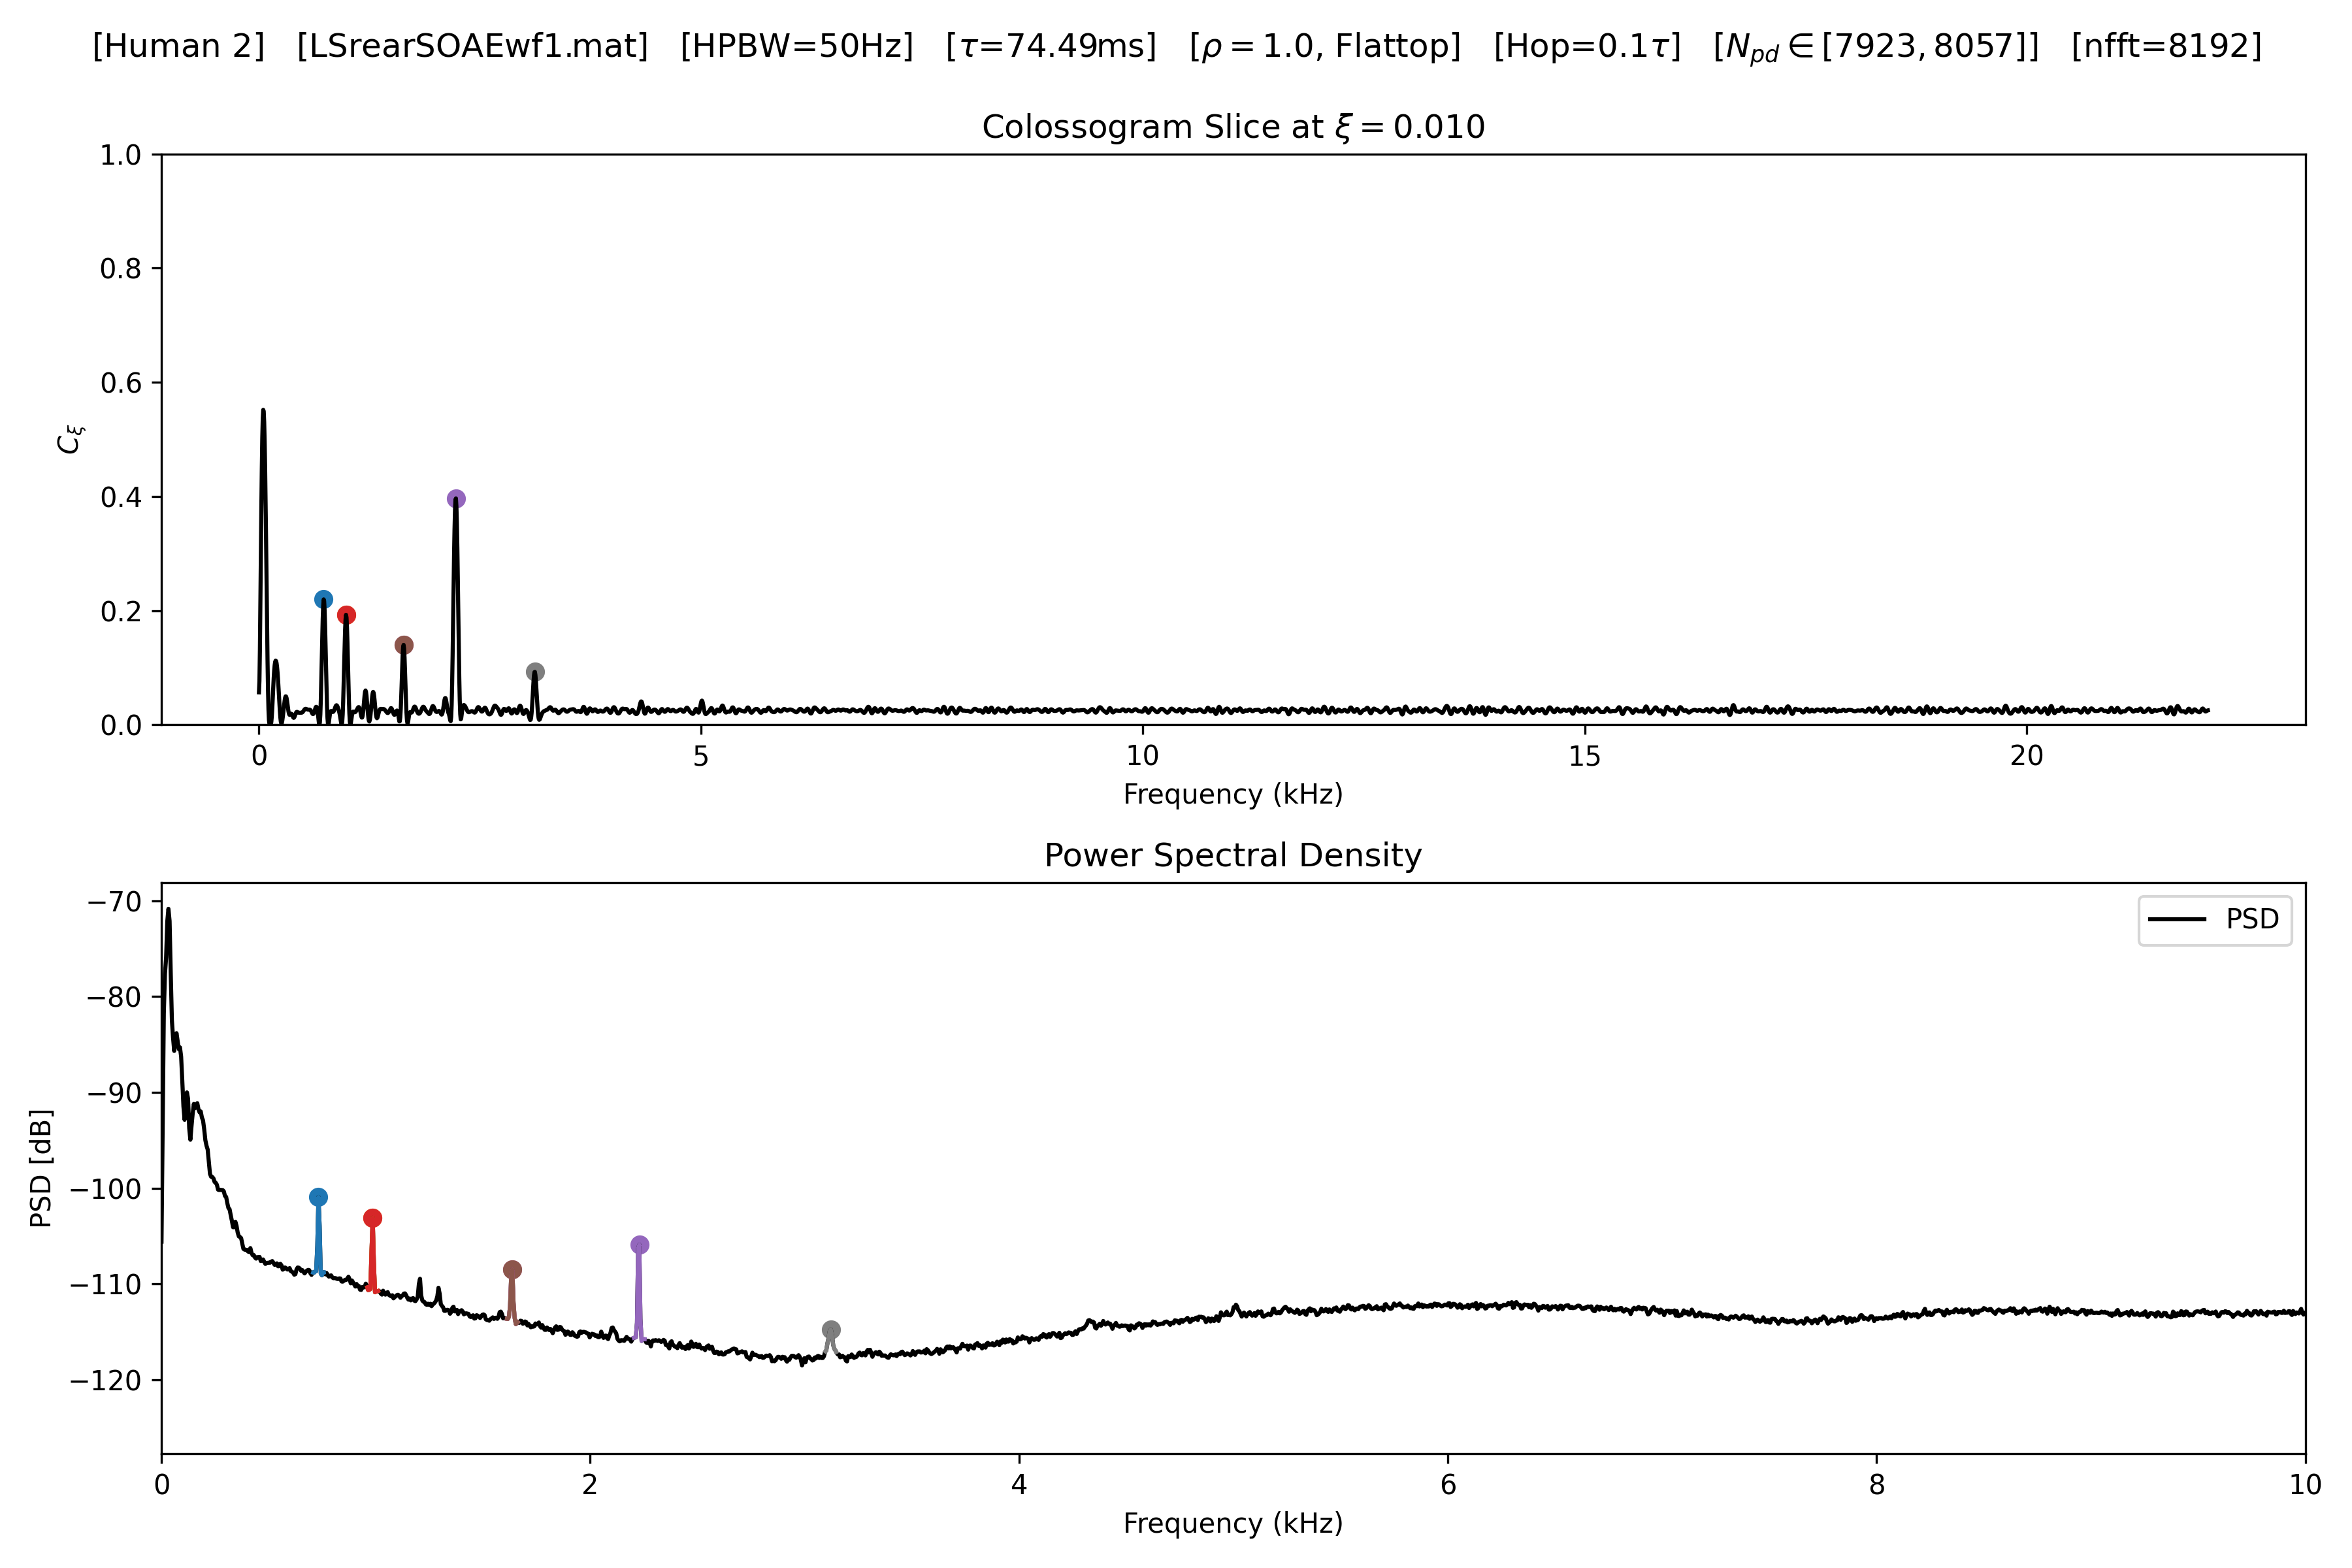 [Human 2] [LSrearSOAEwf1.mat] [HPBW=50Hz] [τ=74.49ms] [ρ = 1.0, Flattop] [Hop=0.1τ] [N_pd ∈ [7923, 8057]] [nfft=8192]
Colossogram Slice at ξ = 0.010
1.0
0.8
0.6
0.4
0.2
0.0
C_ξ
0 5 10 15 20
Frequency (kHz)
Power Spectral Density
−70
−80
−90
−100
−110
−120
PSD [dB]
PSD
0 2 4 6 8 10
Frequency (kHz)